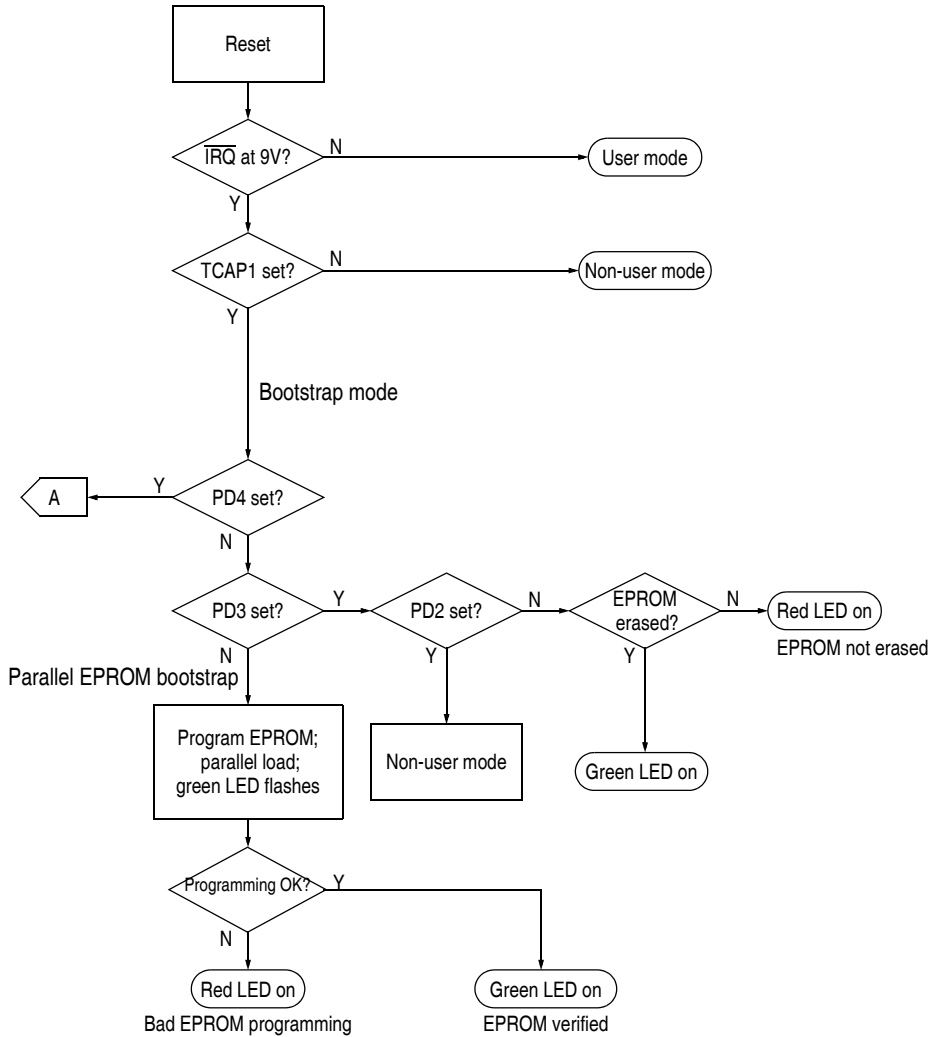 Reset
IRQ at 9V?
N
User mode
Y
TCAP1 set?
N
Non-user mode
Y
Bootstrap mode
A
Y
PD4 set?
N
PD3 set?
Y
PD2 set?
N
EPROM
erased?
N
Red LED on
EPROM not erased
N
Y
Y
Parallel EPROM bootstrap
Program EPROM;
parallel load;
green LED flashes
Non-user mode
Green LED on
Programming OK?
Y
N
Red LED on
Bad EPROM programming
Green LED on
EPROM verified